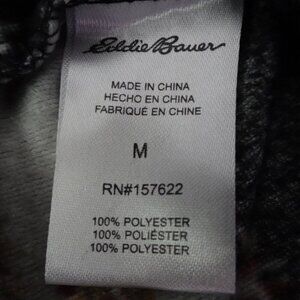 Eddie Bauer
MADE IN CHINA
HECHO EN CHINA
FABRIQUÉ EN CHINE
M
RN#157622
100% POLYESTER
100% POLIÉSTER
100% POLYESTER